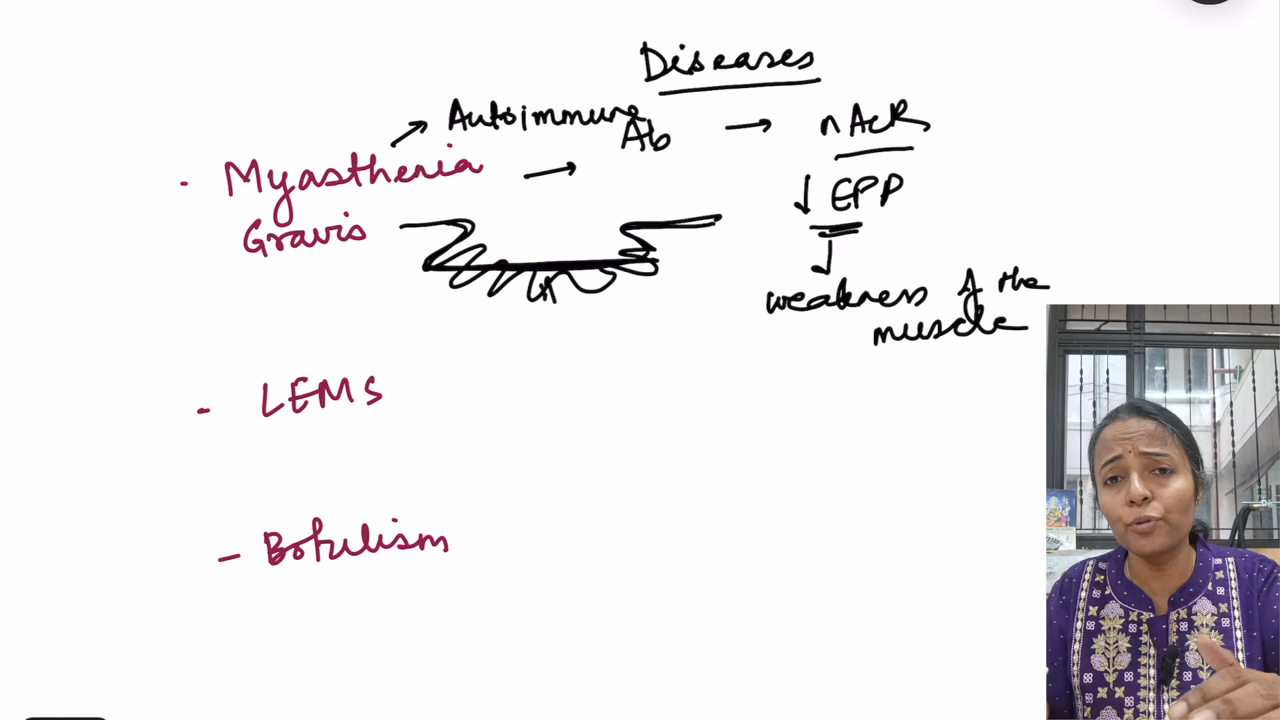 Diseases
→ Autoimmune
Ab → nAcR
· Myasthenia →
Gravis
↓ EPP
↓
weakness of the
muscle
- LEMS
- Botulism